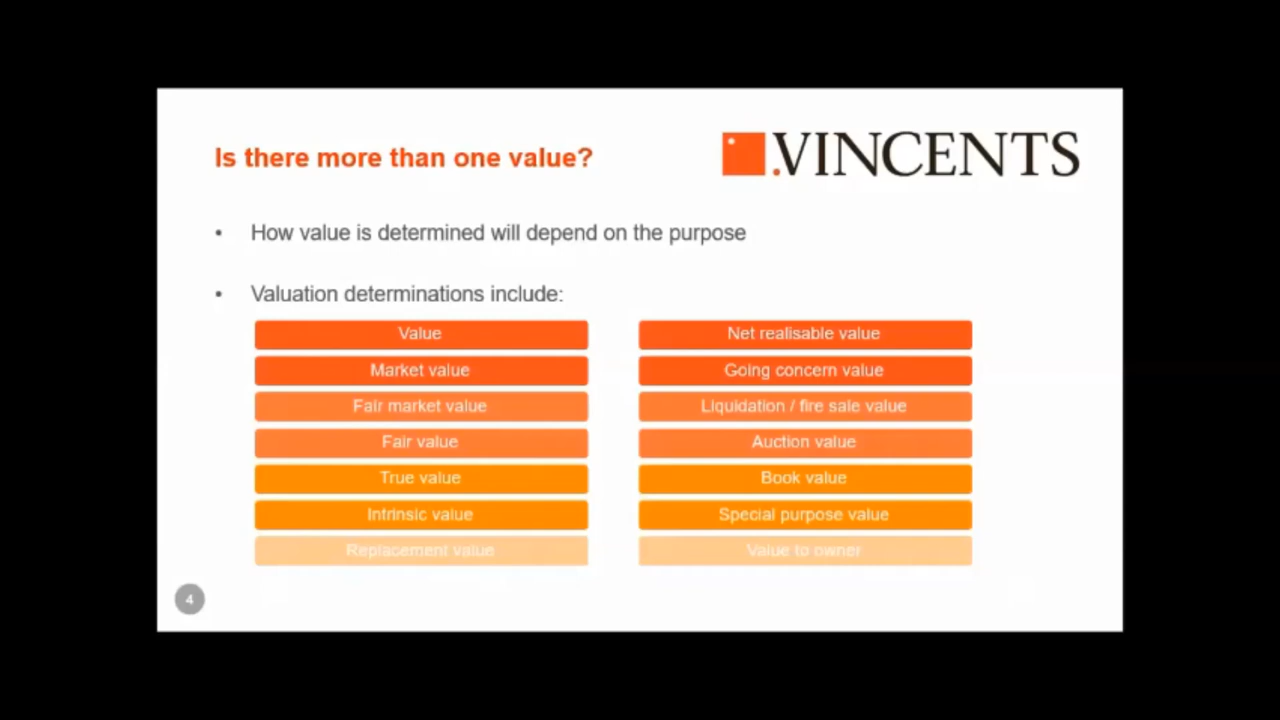 Is there more than one value?
.VINCENTS
• How value is determined will depend on the purpose
• Valuation determinations include:
Value
Market value
Fair market value
Fair value
True value
Intrinsic value
Replacement value
Net realisable value
Going concern value
Liquidation / fire sale value
Auction value
Book value
Special purpose value
Value to owner
4